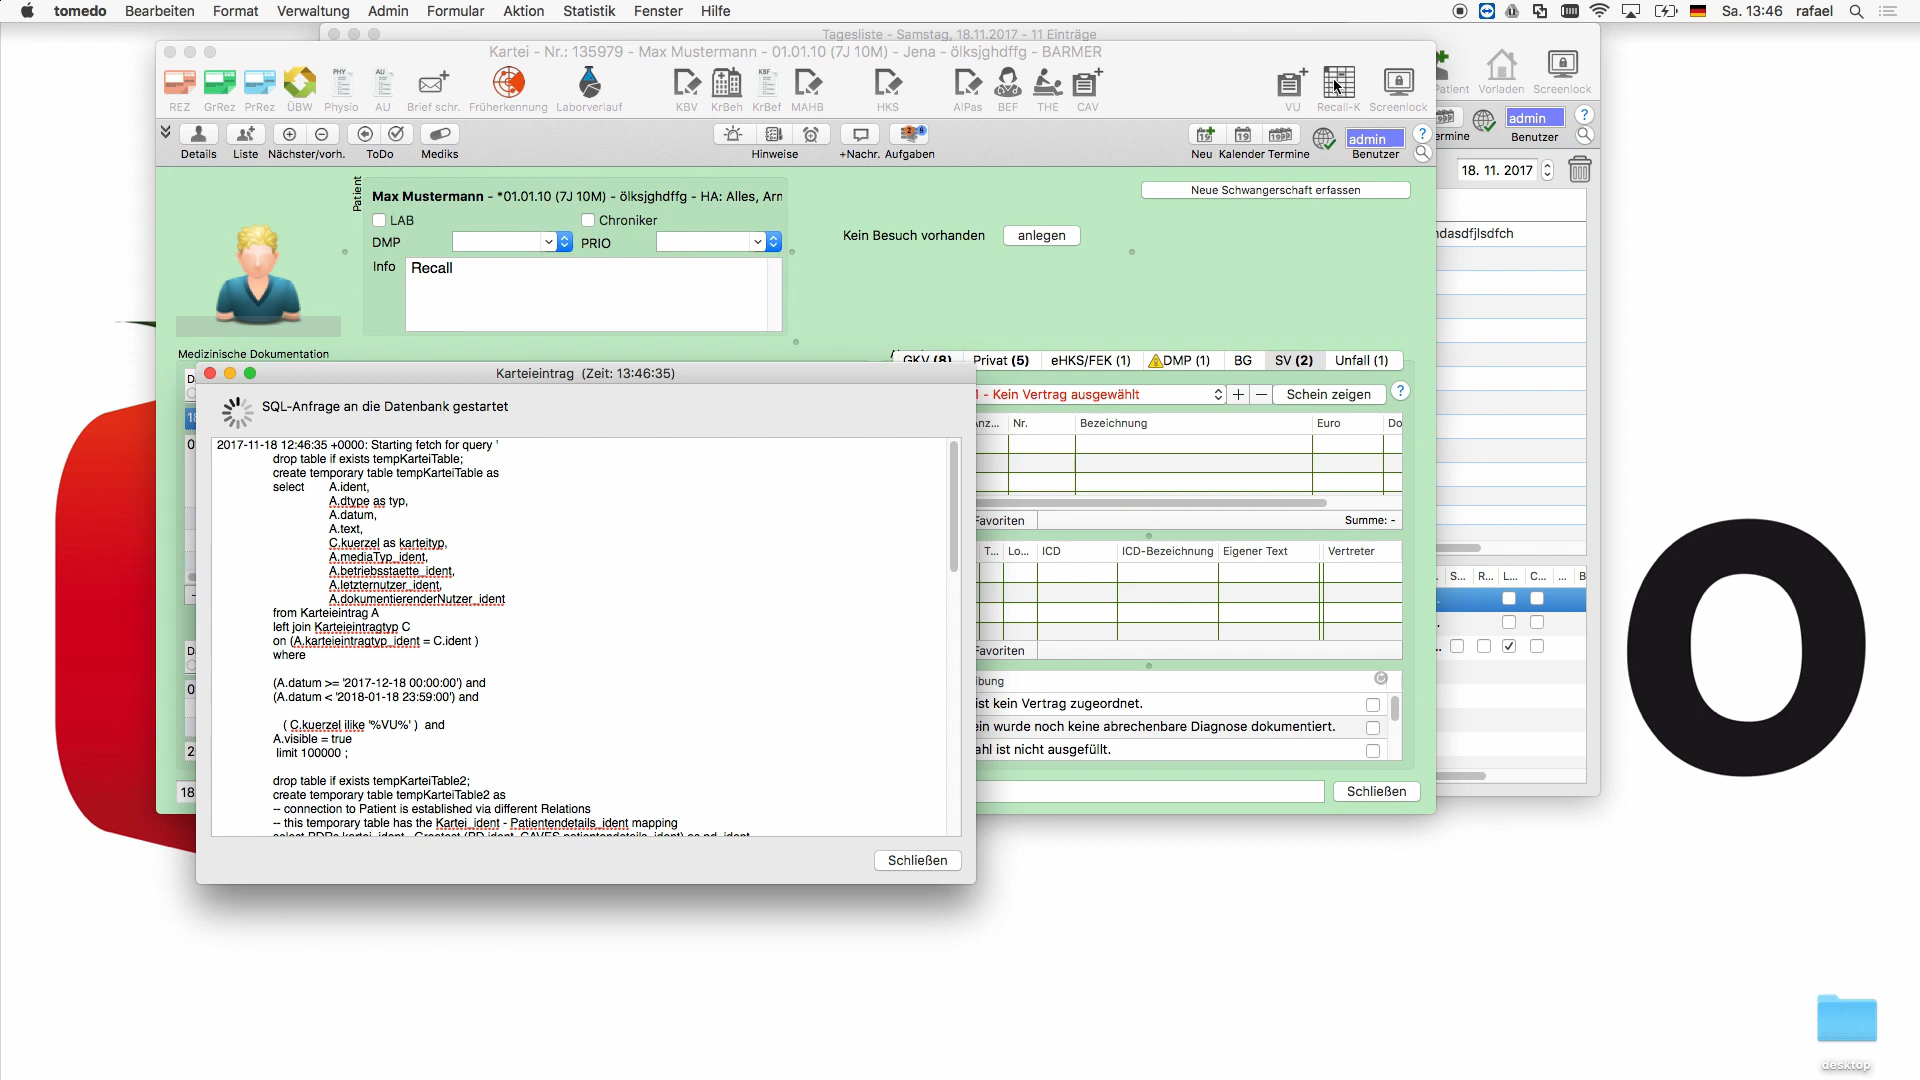 tomedo Bearbeiten Format Verwaltung Admin Formular Aktion Statistik Fenster Hilfe Sa. 13:46 rafael
Tagesliste - Samstag, 18.11.2017 - 11 Einträge
Kartei - Nr.: 135979 - Max Mustermann - 01.01.10 (7J 10M) - Jena - ölksjghdffg - BARMER
PHY AU KBF
REZ GrRez PrRez ÜBW Physio AU Brief schr. Früherkennung Laborverlauf KBV KrBeh KrBef MAHB HKS AlPas BEF THE CAV VU Recall-K Screenlock
Patient Vorladen Screenlock
Details Liste Nächster/vorh. ToDo Mediks Hinweise +Nachr. Aufgaben Neu Kalender Termine Benutzer
admin
admin
Benutzer
18. 11. 2017
Patient
Max Mustermann - *01.01.10 (7J 10M) - ölksjghdffg - HA: Alles, Arn
LAB Chroniker
DMP PRIO
Info Recall
Kein Besuch vorhanden anlegen
Neue Schwangerschaft erfassen
ndasdfjlsdfch
Medizinische Dokumentation
GKV (8) Privat (5) eHKS/FEK (1) DMP (1) BG SV (2) Unfall (1)
Karteieintrag (Zeit: 13:46:35)
- Kein Vertrag ausgewählt + − Schein zeigen ?
SQL-Anfrage an die Datenbank gestartet
Nr. Bezeichnung Euro Do
2017-11-18 12:46:35 +0000: Starting fetch for query '
drop table if exists tempKarteiTable;
create temporary table tempKarteiTable as
select A.ident,
A.dtype as typ,
A.datum,
A.text,
C.kuerzel as karteityp,
A.mediaTyp_ident,
A.betriebsstaette_ident,
A.letzternutzer_ident,
A.dokumentierenderNutzer_ident
from Karteieintrag A
left join Karteieintragtyp C
on (A.karteieintragtyp_ident = C.ident )
where
(A.datum >= '2017-12-18 00:00:00') and
(A.datum < '2018-01-18 23:59:00') and
( C.kuerzel ilike '%VU%' ) and
A.visible = true
limit 100000 ;
drop table if exists tempKarteiTable2;
create temporary table tempKarteiTable2 as
-- connection to Patient is established via different Relations
-- this temporary table has the Kartei_ident - Patientendetails_ident mapping
Schließen
Favoriten Summe: -
T... Lo... ICD ICD-Bezeichnung Eigener Text Vertreter
Favoriten
ibung
ist kein Vertrag zugeordnet.
ein wurde noch keine abrechenbare Diagnose dokumentiert.
ahl ist nicht ausgefüllt.
Schließen
S... R... L... C... ... B
O
desktop